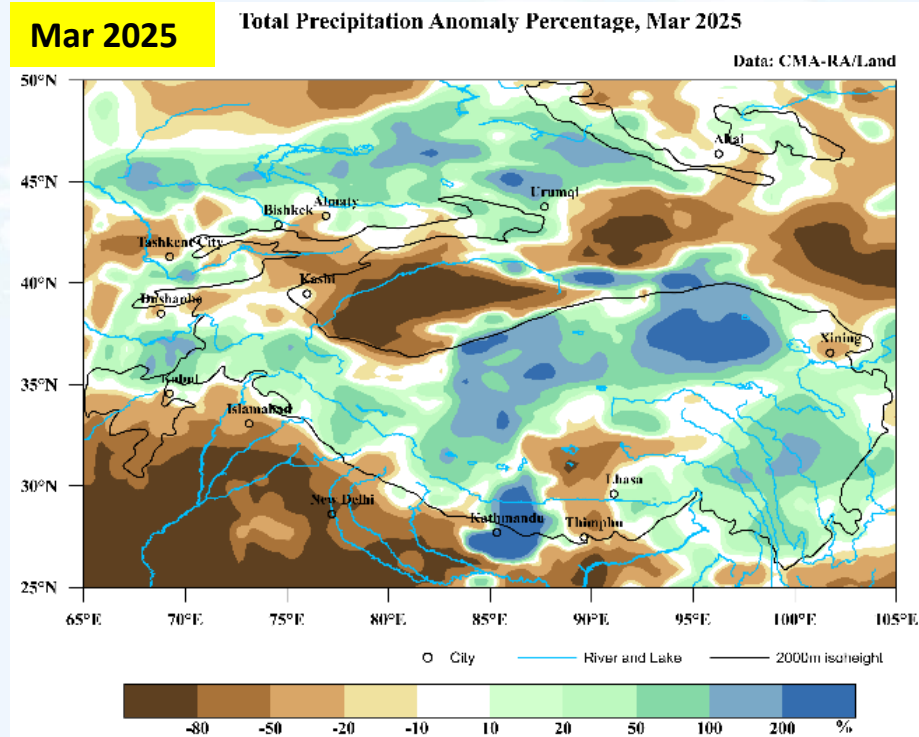 Mar 2025
Total Precipitation Anomaly Percentage, Mar 2025
Data: CMA-RA/Land
50°N
45°N
40°N
35°N
30°N
25°N
Altai
Urumqi
Almaty
Bishkek
Tashkent City
Kashi
Dushanbe
Xining
Kabul
Islamabad
Lhasa
New Delhi
Kathmandu
Thimphu
65°E 70°E 75°E 80°E 85°E 90°E 95°E 100°E 105°E
City River and Lake 2000m isoheight
-80 -50 -20 -10 10 20 50 100 200 %